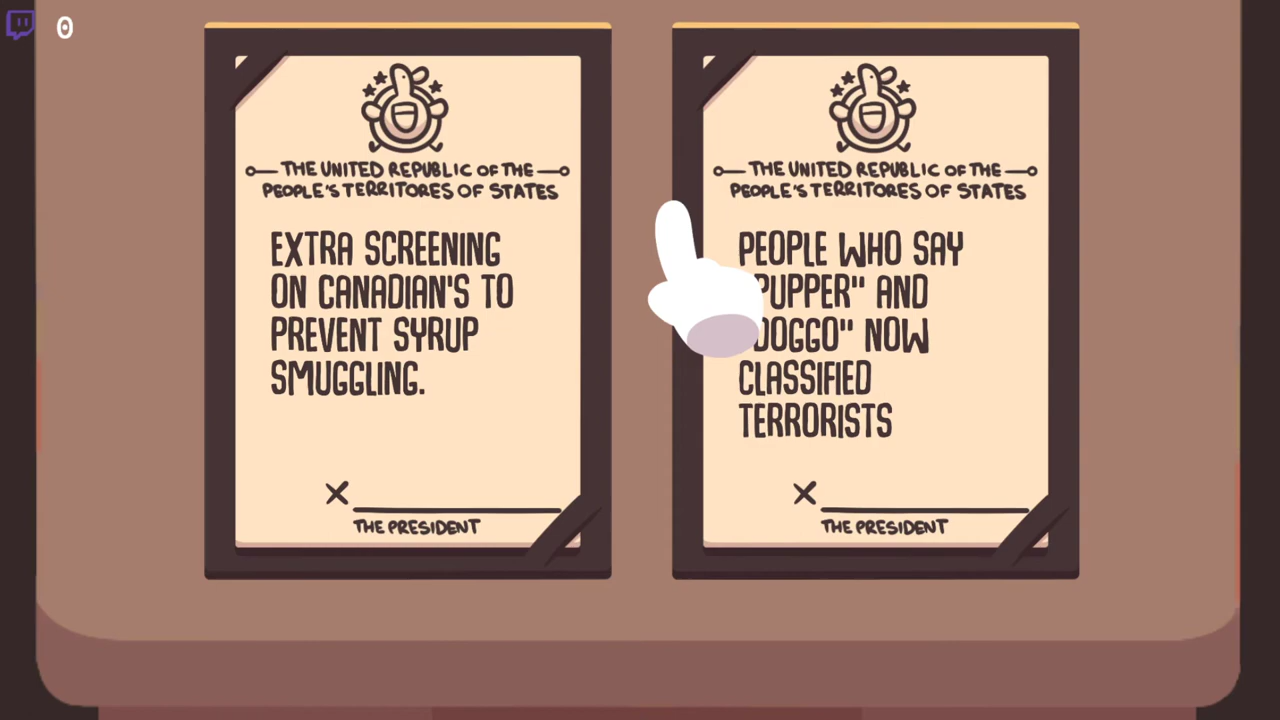 0
THE UNITED REPUBLIC OF THE
PEOPLE'S TERRITORES OF STATES
EXTRA SCREENING
ON CANADIAN'S TO
PREVENT SYRUP
SMUGGLING.
X
THE PRESIDENT
THE UNITED REPUBLIC OF THE
PEOPLE'S TERRITORES OF STATES
PEOPLE WHO SAY
"PUPPER" AND
"DOGGO" NOW
CLASSIFIED
TERRORISTS
X
THE PRESIDENT